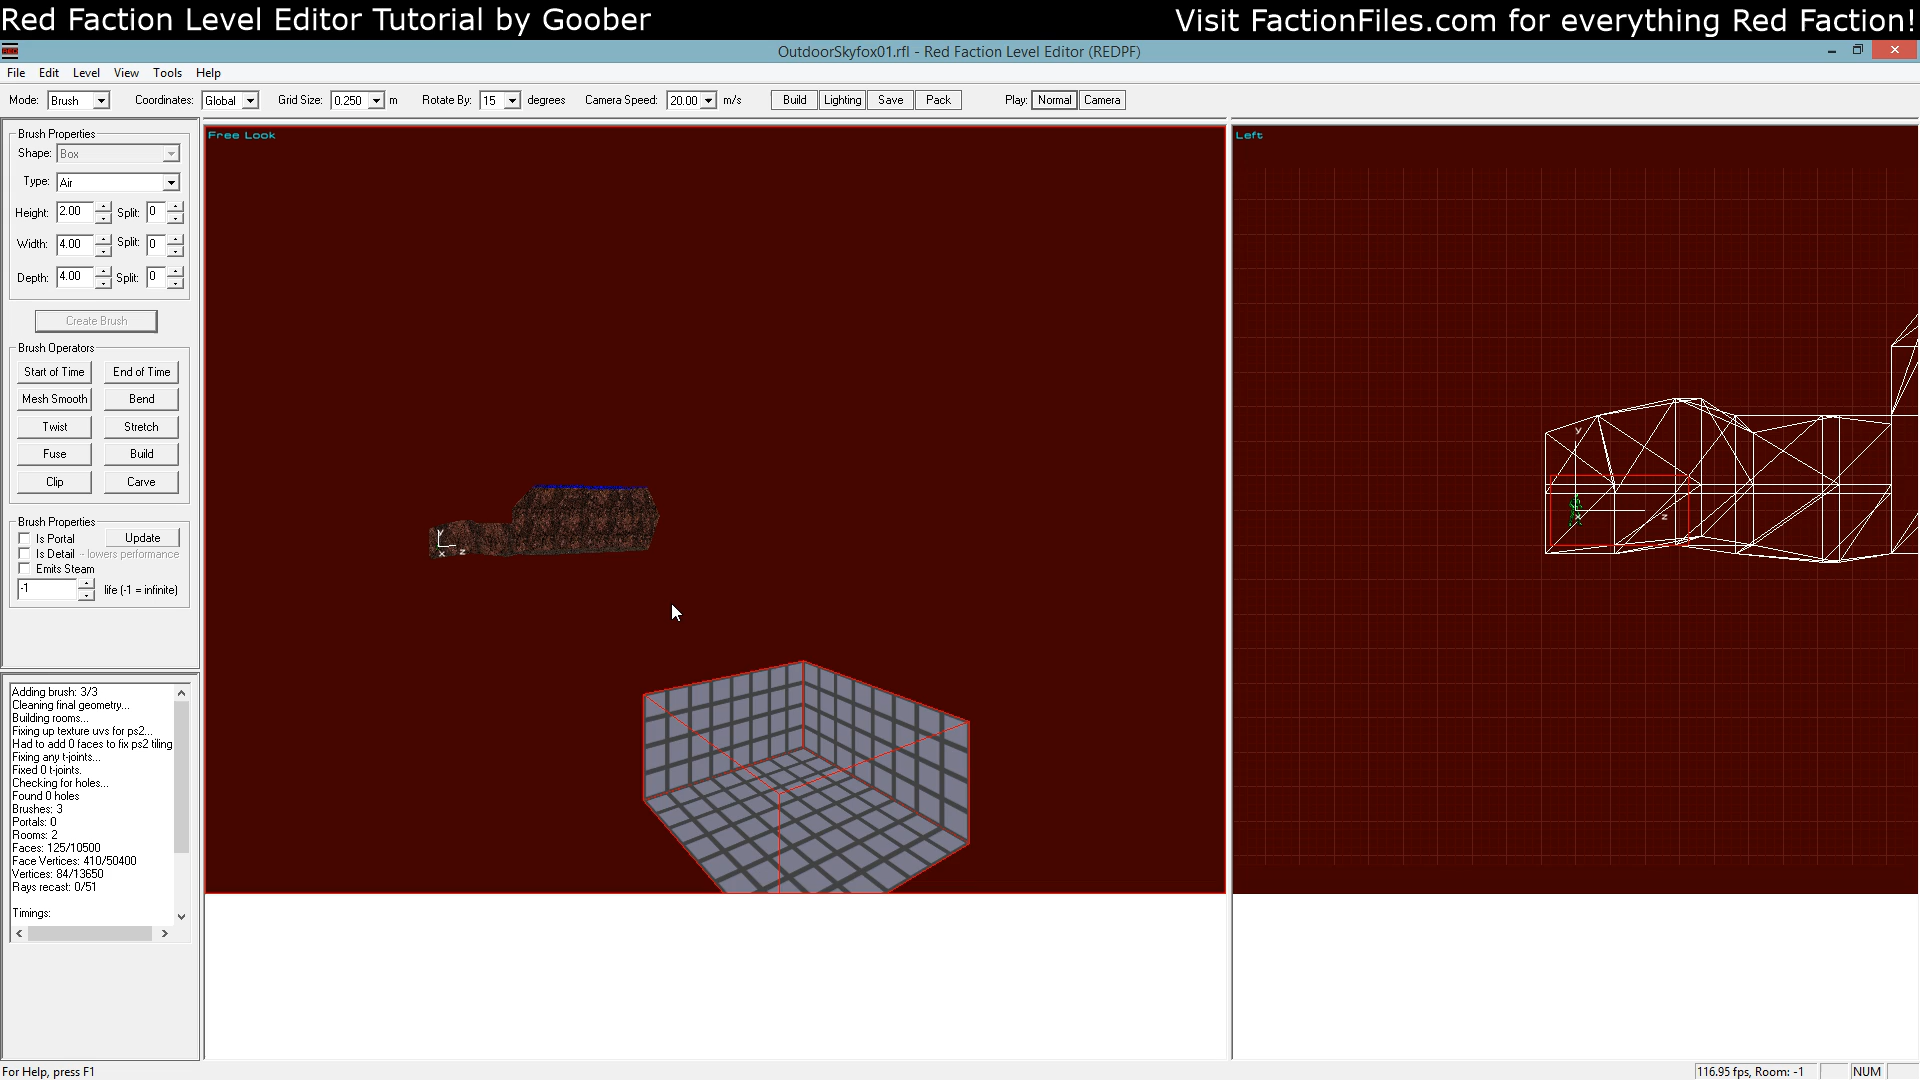 Red Faction Level Editor Tutorial by Goober
Visit FactionFiles.com for everything Red Faction!
OutdoorSkyfox01.rfl - Red Faction Level Editor (REDPF)
File Edit Level View Tools Help
Mode: Brush Coordinates: Global Grid Size: 0.250 m Rotate By: 15 degrees Camera Speed: 20.00 m/s Build Lighting Save Pack Play: Normal Camera
Brush Properties
Shape: Box
Type: Air
Height: 2.00 Split: 0
Width: 4.00 Split: 0
Depth: 4.00 Split: 0
Create Brush
Brush Operators
Start of Time End of Time
Mesh Smooth Bend
Twist Stretch
Fuse Build
Clip Carve
Brush Properties
Is Portal Update
Is Detail - lowers performance
Emits Steam
-1 life (-1 = infinite)
Adding brush: 3/3
Cleaning final geometry...
Building rooms...
Fixing up texture uvs for ps2...
Had to add 0 faces to fix ps2 tiling
Fixing any t-joints...
Fixed 0 t-joints.
Checking for holes...
Found 0 holes
Brushes: 3
Portals: 0
Rooms: 2
Faces: 125/10500
Face Vertices: 410/50400
Vertices: 84/13650
Rays recast: 0/51
Timings:
Free Look
y
x z
Left
y
x z
For Help, press F1
116.95 fps, Room: -1 NUM